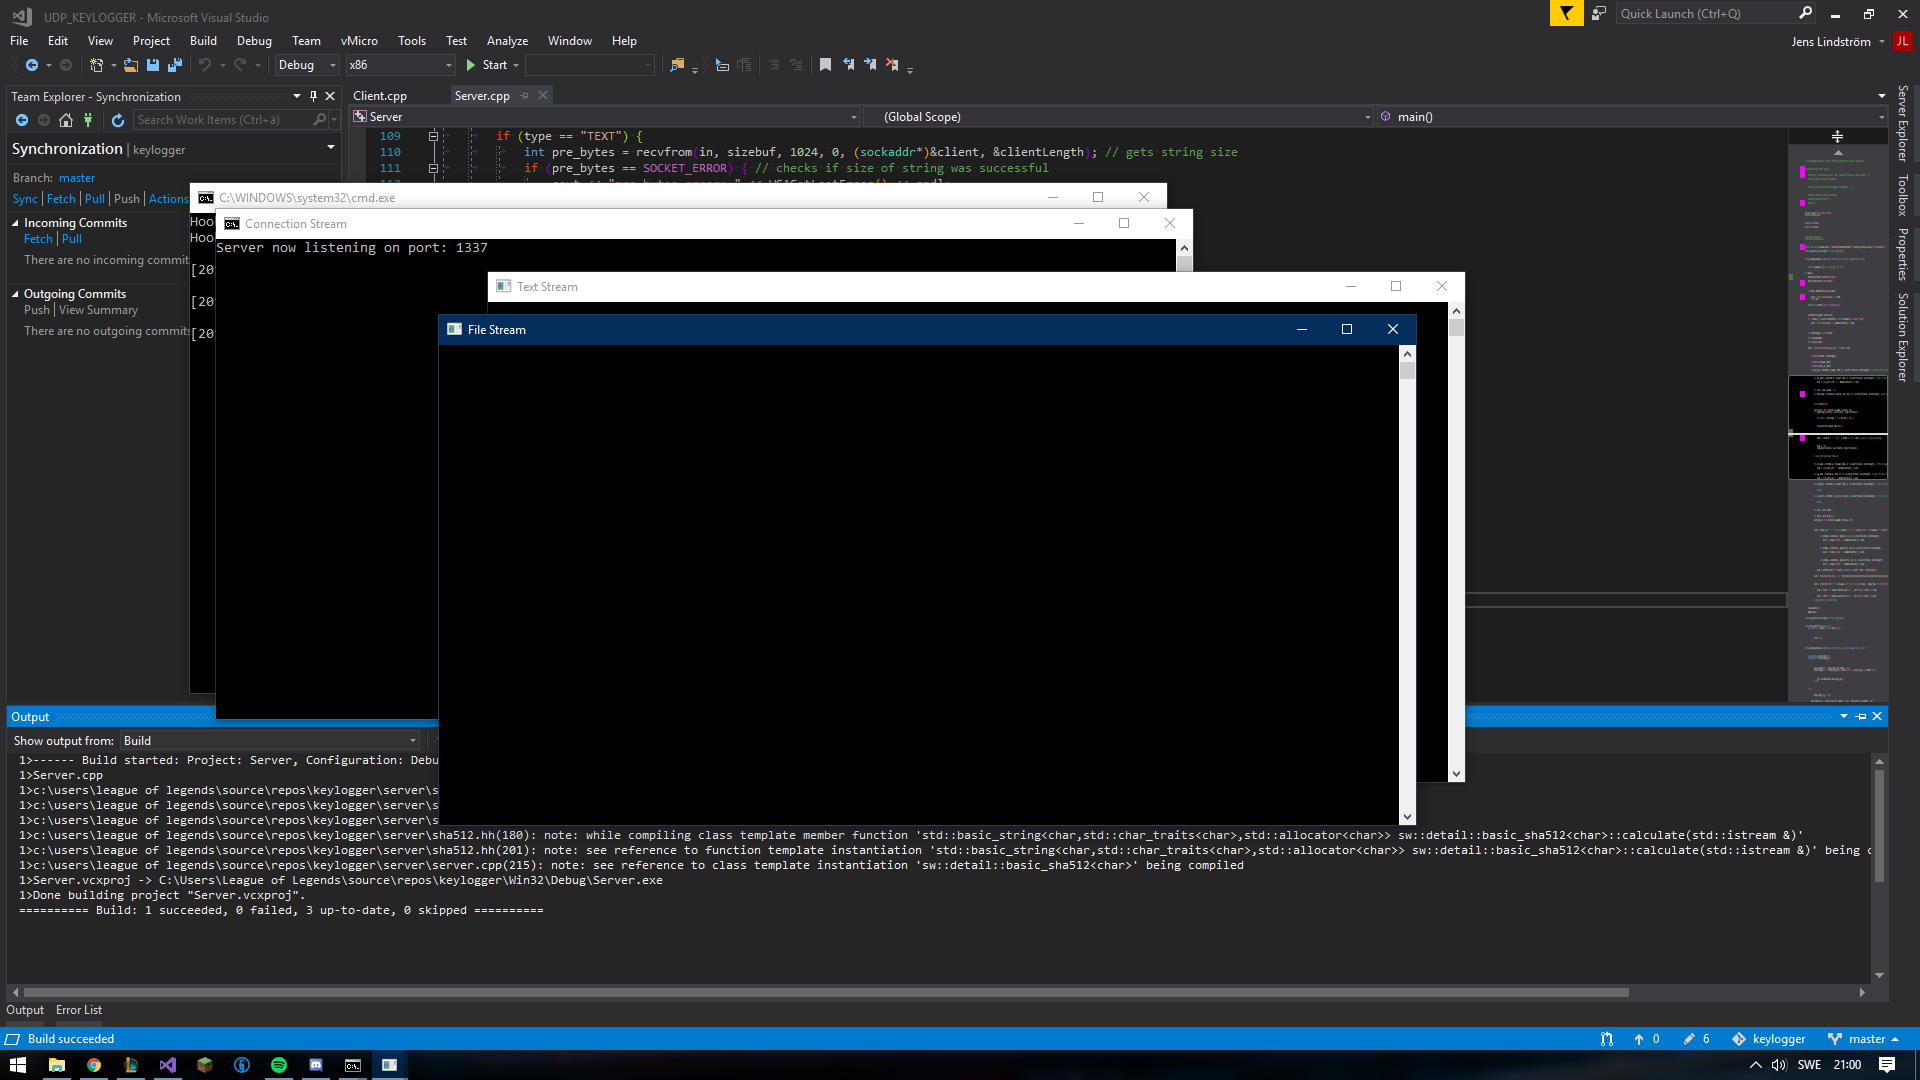 UDP_KEYLOGGER - Microsoft Visual Studio
Quick Launch (Ctrl+Q)
File Edit View Project Build Debug Team vMicro Tools Test Analyze Window Help
Jens Lindström JL
Debug x86 Start
Team Explorer - Synchronization
Search Work Items (Ctrl+ä)
Synchronization | keylogger
Branch: master
Sync | Fetch | Pull | Push | Actions
Incoming Commits
Fetch | Pull
There are no incoming commit
Outgoing Commits
Push | View Summary
There are no outgoing commits
Client.cpp Server.cpp
Server (Global Scope) main()
109 if (type == "TEXT") {
110 int pre_bytes = recvfrom(in, sizebuf, 1024, 0, (sockaddr*)&client, &clientLength); // gets string size
111 if (pre_bytes == SOCKET_ERROR) { // checks if size of string was successful
C:\WINDOWS\system32\cmd.exe
Hoo
Hoo
[20
[20
[20
Connection Stream
Server now listening on port: 1337
Text Stream
File Stream
Server Explorer
Toolbox
Properties
Solution Explorer
Output
Show output from: Build
1>------ Build started: Project: Server, Configuration: Debu
1>Server.cpp
1>c:\users\league of legends\source\repos\keylogger\server\s
1>c:\users\league of legends\source\repos\keylogger\server\s
1>c:\users\league of legends\source\repos\keylogger\server\s
1>c:\users\league of legends\source\repos\keylogger\server\sha512.hh(180): note: while compiling class template member function 'std::basic_string<char,std::char_traits<char>,std::allocator<char>> sw::detail::basic_sha512<char>::calculate(std::istream &)'
1>c:\users\league of legends\source\repos\keylogger\server\sha512.hh(201): note: see reference to function template instantiation 'std::basic_string<char,std::char_traits<char>,std::allocator<char>> sw::detail::basic_sha512<char>::calculate(std::istream &)' being c
1>c:\users\league of legends\source\repos\keylogger\server\server.cpp(215): note: see reference to class template instantiation 'sw::detail::basic_sha512<char>' being compiled
1>Server.vcxproj -> C:\Users\League of Legends\source\repos\keylogger\Win32\Debug\Server.exe
1>Done building project "Server.vcxproj".
========== Build: 1 succeeded, 0 failed, 3 up-to-date, 0 skipped ==========
Output Error List
Build succeeded
0 6 keylogger master
SWE 21:00